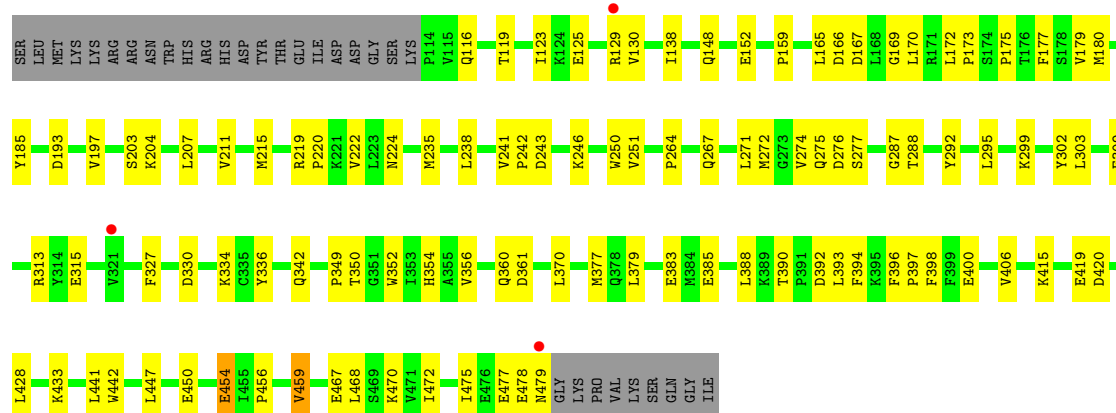 SER LEU MET LYS LYS ARG ARG ASN TRP HIS ARG HIS ASP TYR THR GLU ILE ASP ASP GLY SER LYS P114 V115 Q116 T119 I123 K124 E125 R129 V130 I138 Q148 E152 P159 L165 D166 D167 L168 G169 L170 R171 L172 P173 S174 P175 T176 F177 S178 V179 M180
Y185 D193 V197 S203 K204 L207 V211 M215 R219 P220 K221 V222 L223 N224 M235 L238 V241 P242 D243 K246 W250 V251 P264 Q267 L271 M272 G273 V274 Q275 D276 S277 G287 T288 Y292 L295 K299 Y302 L303
R313 Y314 E315 V321 F327 D330 K334 C335 Y336 Q342 P349 T350 G351 W352 I353 H354 A355 V356 Q360 D361 L370 M377 Q378 L379 E383 M384 E385 L388 K389 T390 P391 D392 L393 F394 K395 F396 P397 F398 F399 E400 V406 K415 E419 D420
L428 K433 L441 W442 L447 E450 E454 I455 P456 V459 E467 L468 S469 K470 V471 I472 I475 E476 E477 E478 N479 GLY LYS PRO VAL LYS SER GLN GLY ILE